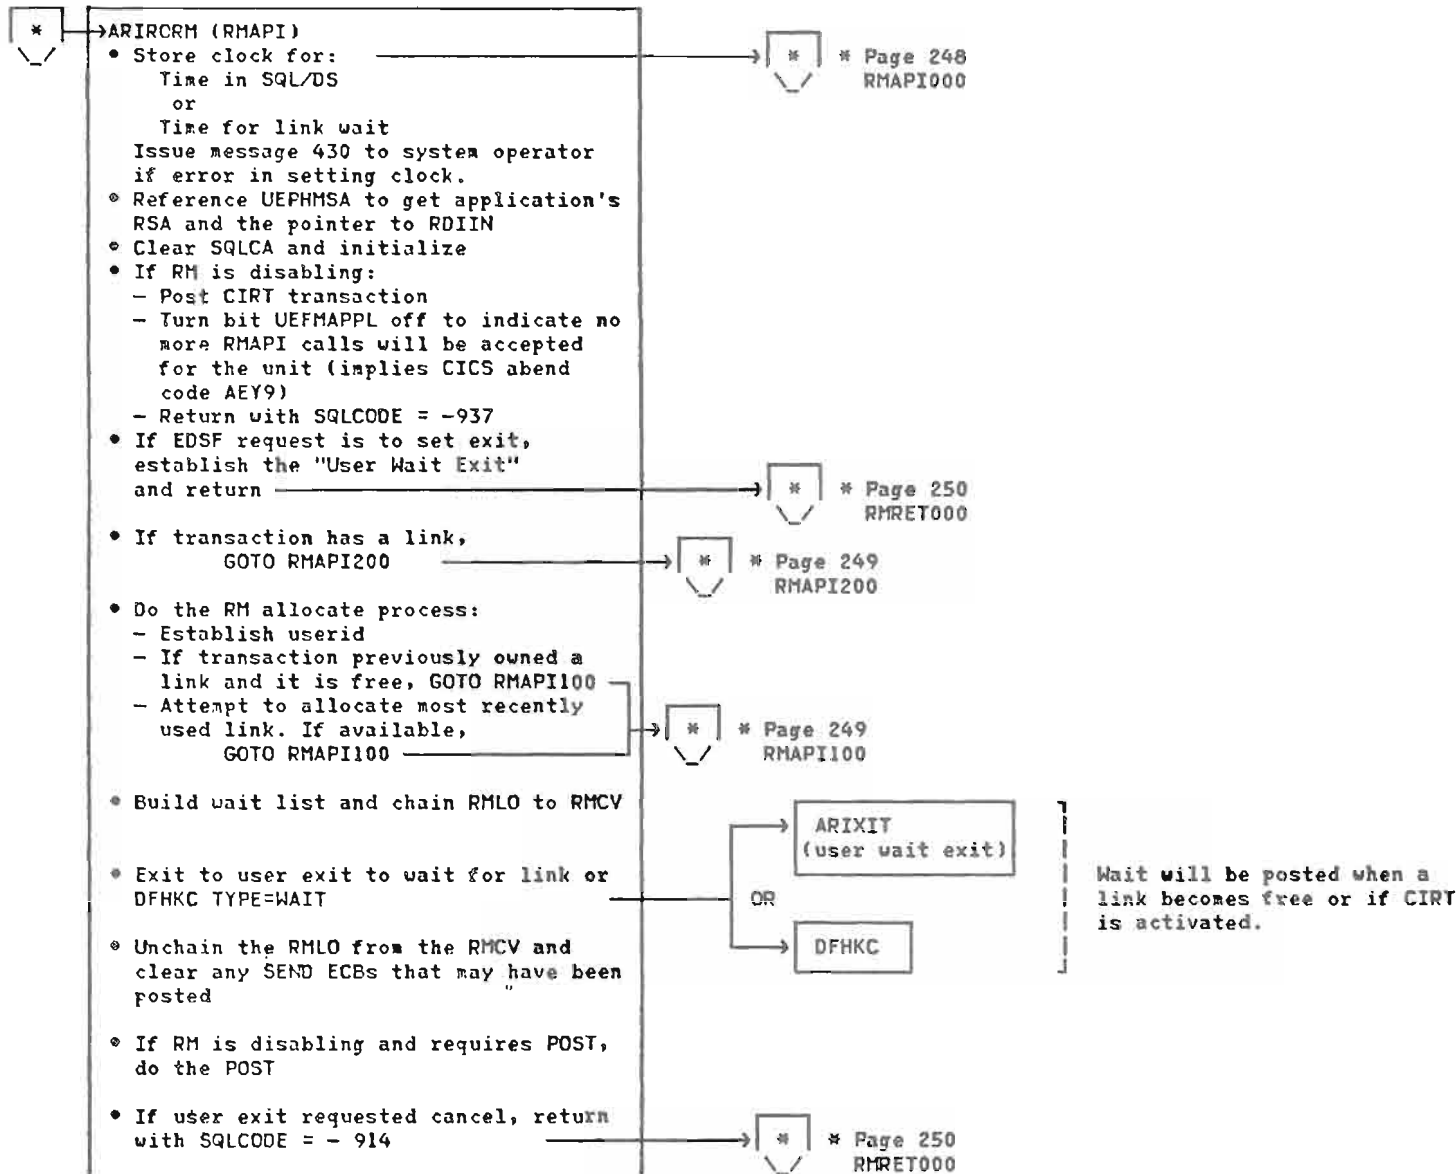 * ARIRCRM (RMAPI)
• Store clock for: * * Page 248
Time in SQL/DS RMAPI000
or
Time for link wait
Issue message 430 to system operator
if error in setting clock.
• Reference UEPHMSA to get application's
RSA and the pointer to RDIIN
• Clear SQLCA and initialize
• If RM is disabling:
— Post CIRT transaction
— Turn bit UEFMAPPL off to indicate no
more RMAPI calls will be accepted
for the unit (implies CICS abend
code AEY9)
— Return with SQLCODE = -937
• If EDSF request is to set exit,
establish the "User Wait Exit"
and return * * Page 250
RMRET000
• If transaction has a link,
GOTO RMAPI200 * * Page 249
RMAPI200
• Do the RM allocate process:
— Establish userid
— If transaction previously owned a
link and it is free, GOTO RMAPI100
— Attempt to allocate most recently
used link. If available, * * Page 249
GOTO RMAPI100 RMAPI100
• Build wait list and chain RMLO to RMCV
ARIXIT
(user wait exit)
• Exit to user exit to wait for link or
DFHKC TYPE=WAIT OR
Wait will be posted when a
link becomes free or if CIRT
is activated.
DFHKC
• Unchain the RMLO from the RMCV and
clear any SEND ECBs that may have been
posted
• If RM is disabling and requires POST,
do the POST
• If user exit requested cancel, return
with SQLCODE = - 914 * * Page 250
RMRET000